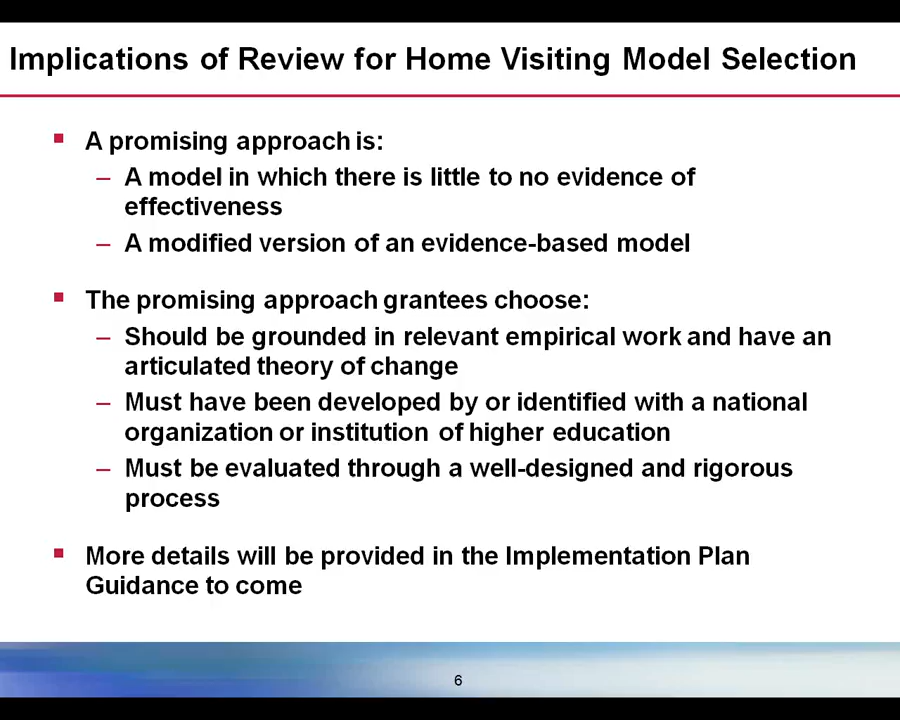 Implications of Review for Home Visiting Model Selection
▪ A promising approach is:
– A model in which there is little to no evidence of
effectiveness
– A modified version of an evidence-based model
▪ The promising approach grantees choose:
– Should be grounded in relevant empirical work and have an
articulated theory of change
– Must have been developed by or identified with a national
organization or institution of higher education
– Must be evaluated through a well-designed and rigorous
process
▪ More details will be provided in the Implementation Plan
Guidance to come
6